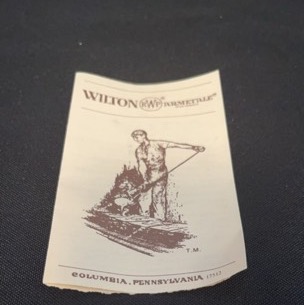 WILTON RWP ARMETALE
T.M.
COLUMBIA, PENNSYLVANIA